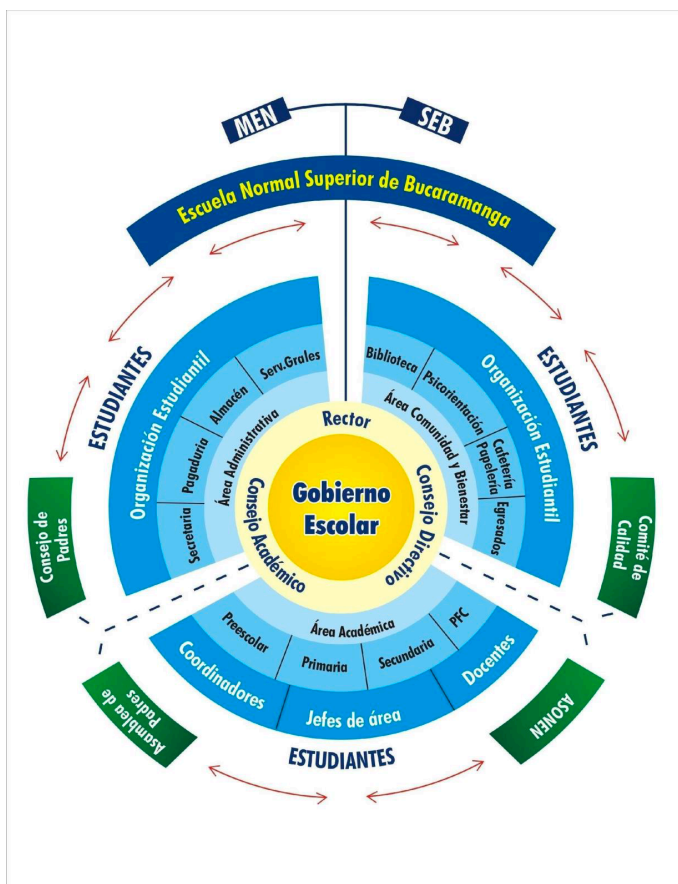 MEN
SEB
Escuela Normal Superior de Bucaramanga
ESTUDIANTES
Organización Estudiantil
Secretaria
Pagaduria
Almacén
Serv.Grales
Área Administrativa
ESTUDIANTES
Organización Estudiantil
Biblioteca
Psicorientación
Cafetería
Papelería
Egresados
Área Comunidad y Bienestar
Rector
Consejo Académico
Consejo Directivo
Gobierno
Escolar
Consejo de
Padres
Comité de
Calidad
Área Académica
Preescolar
Primaria
Secundaria
PFC
Coordinadores
Jefes de área
Docentes
Asamblea de
Padres
ASONEN
ESTUDIANTES